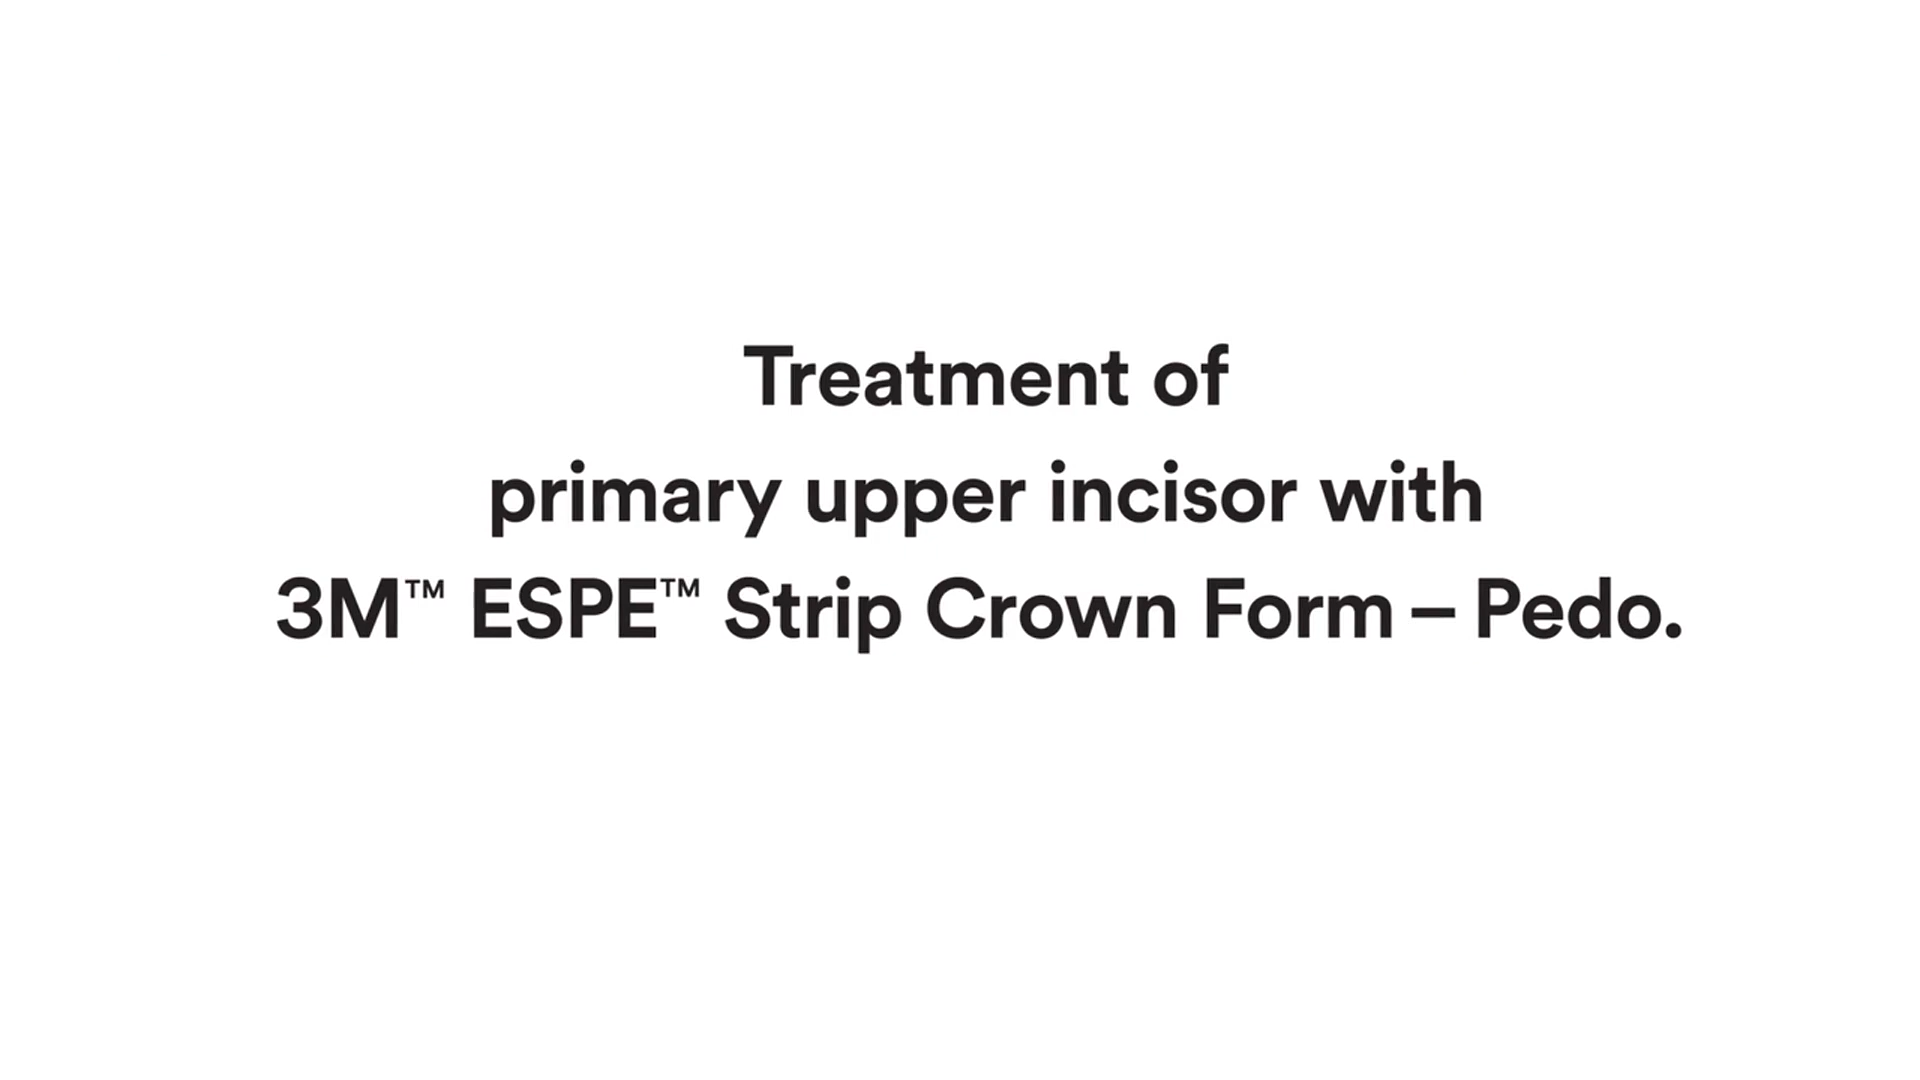 Treatment of
primary upper incisor with
3M™ ESPE™ Strip Crown Form – Pedo.